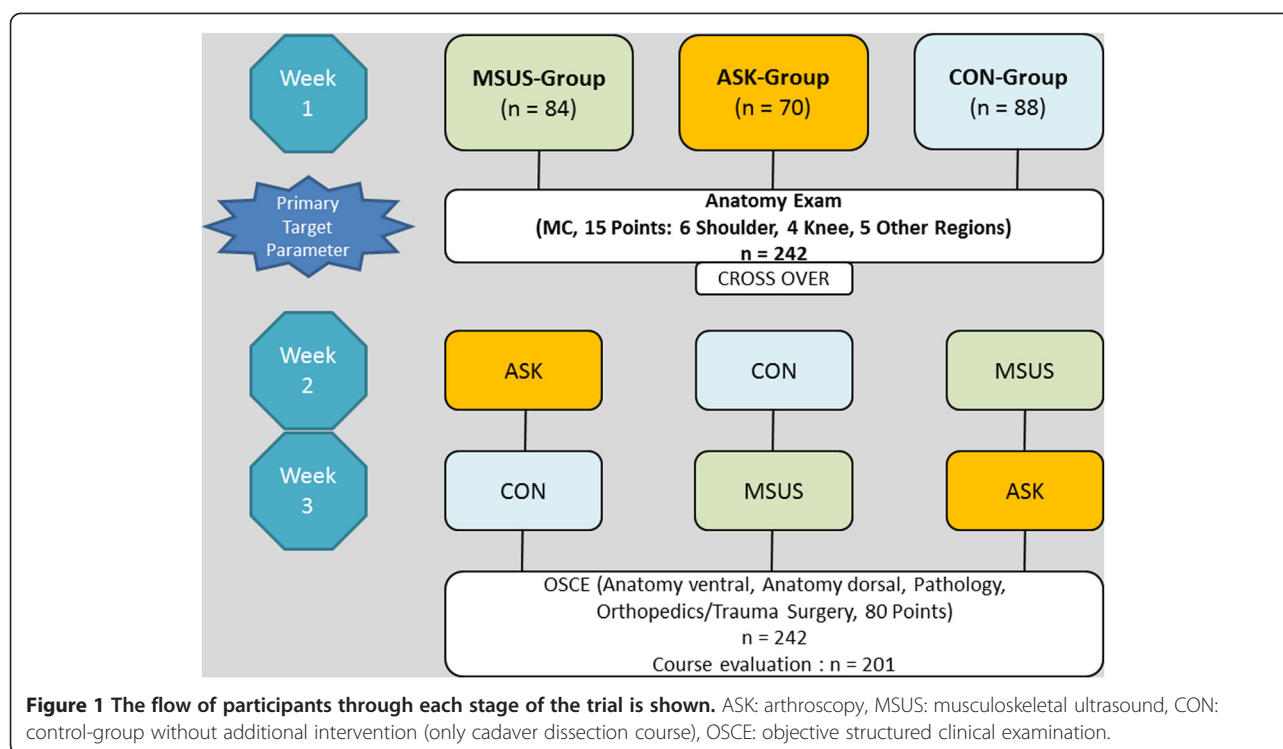 Week
1
MSUS-Group
(n = 84)
ASK-Group
(n = 70)
CON-Group
(n = 88)
Primary
Target
Parameter
Anatomy Exam
(MC, 15 Points: 6 Shoulder, 4 Knee, 5 Other Regions)
n = 242
CROSS OVER
Week
2
ASK
CON
MSUS
Week
3
CON
MSUS
ASK
OSCE (Anatomy ventral, Anatomy dorsal, Pathology,
Orthopedics/Trauma Surgery, 80 Points)
n = 242
Course evaluation : n = 201
Figure 1 The flow of participants through each stage of the trial is shown. ASK: arthroscopy, MSUS: musculoskeletal ultrasound, CON:
control-group without additional intervention (only cadaver dissection course), OSCE: objective structured clinical examination.